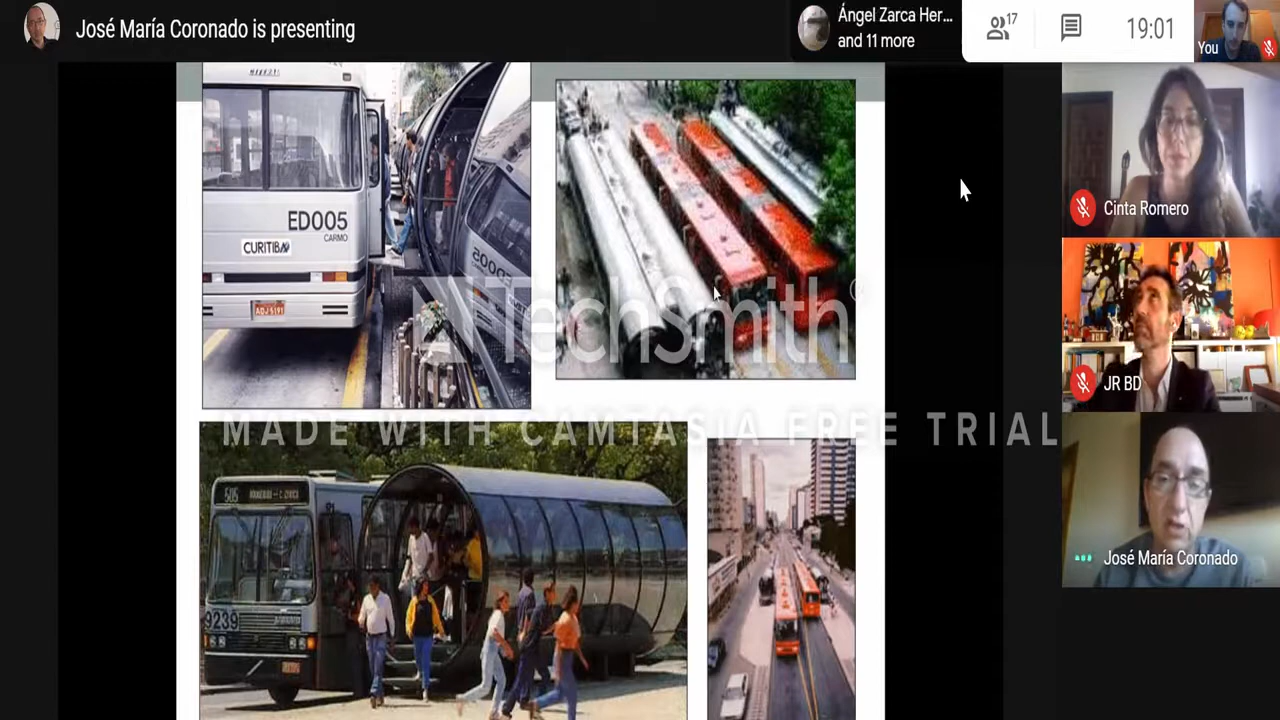 José María Coronado is presenting
Ángel Zarca Her...
and 11 more
17
19:01
You
Cinta Romero
JR BD
José María Coronado
ED005
CARMO
CURITIBA
TechSmith®
MADE WITH CAMTASIA FREE TRIAL
505
9239